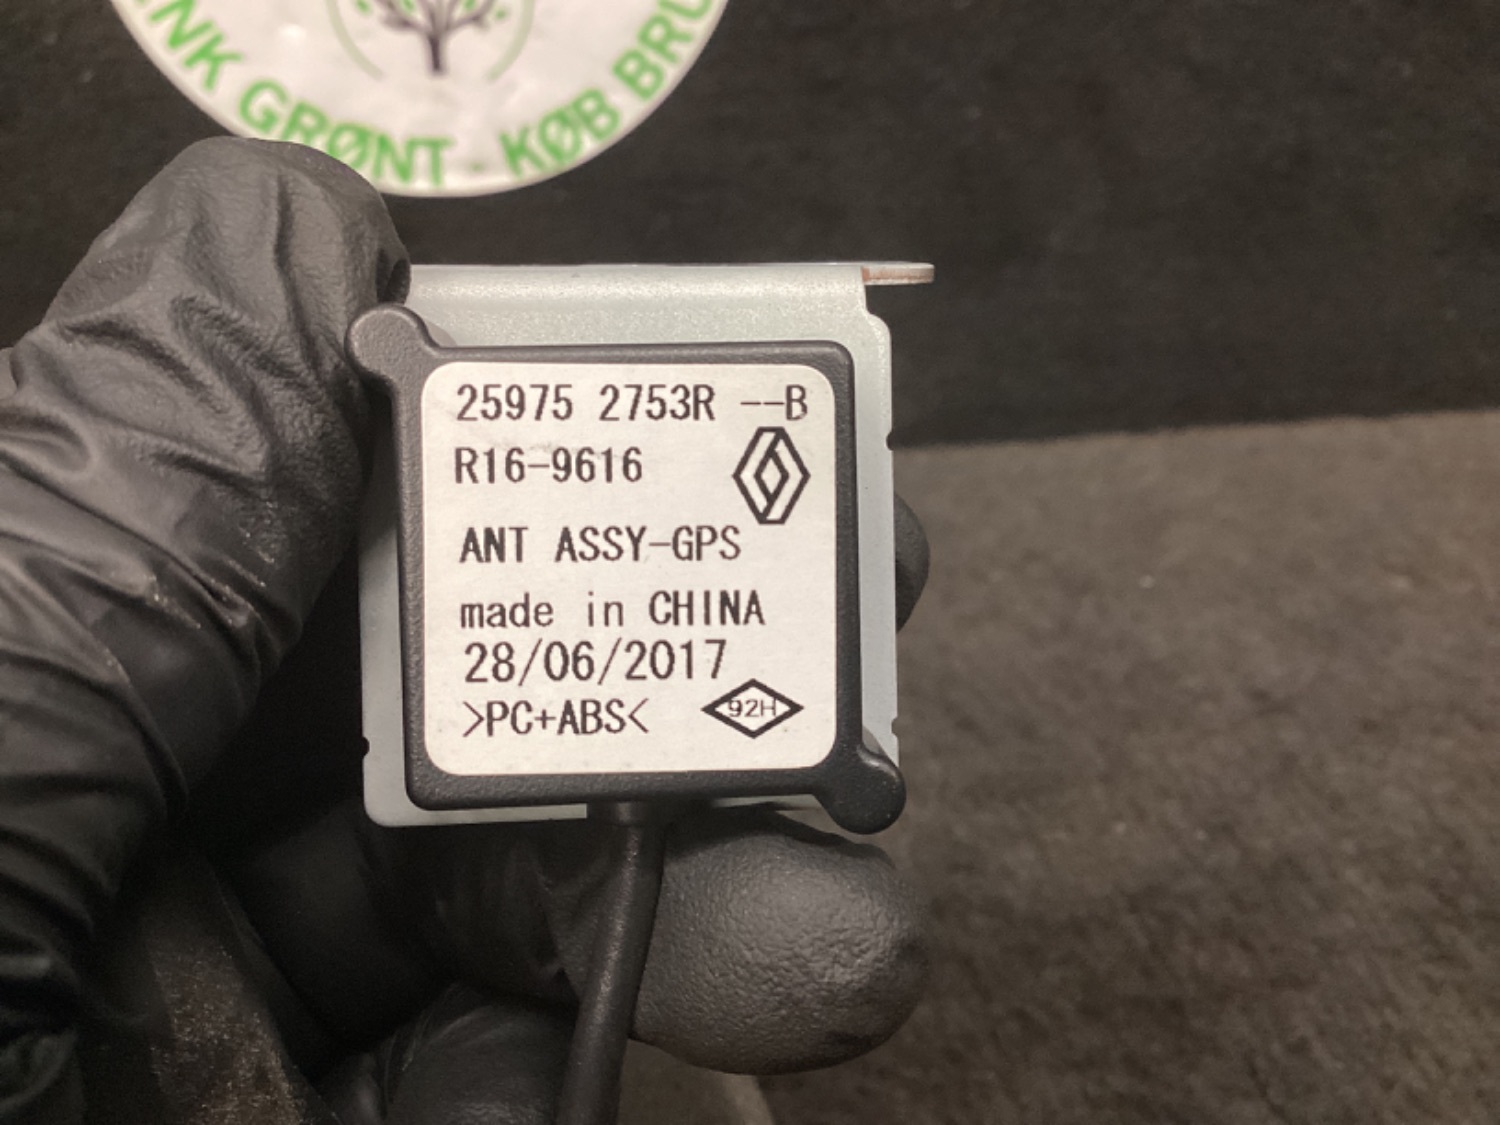 NK GRØNT - KØB BRU
25975 2753R --B
R16-9616
ANT ASSY-GPS
made in CHINA
28/06/2017
>PC+ABS<
92H